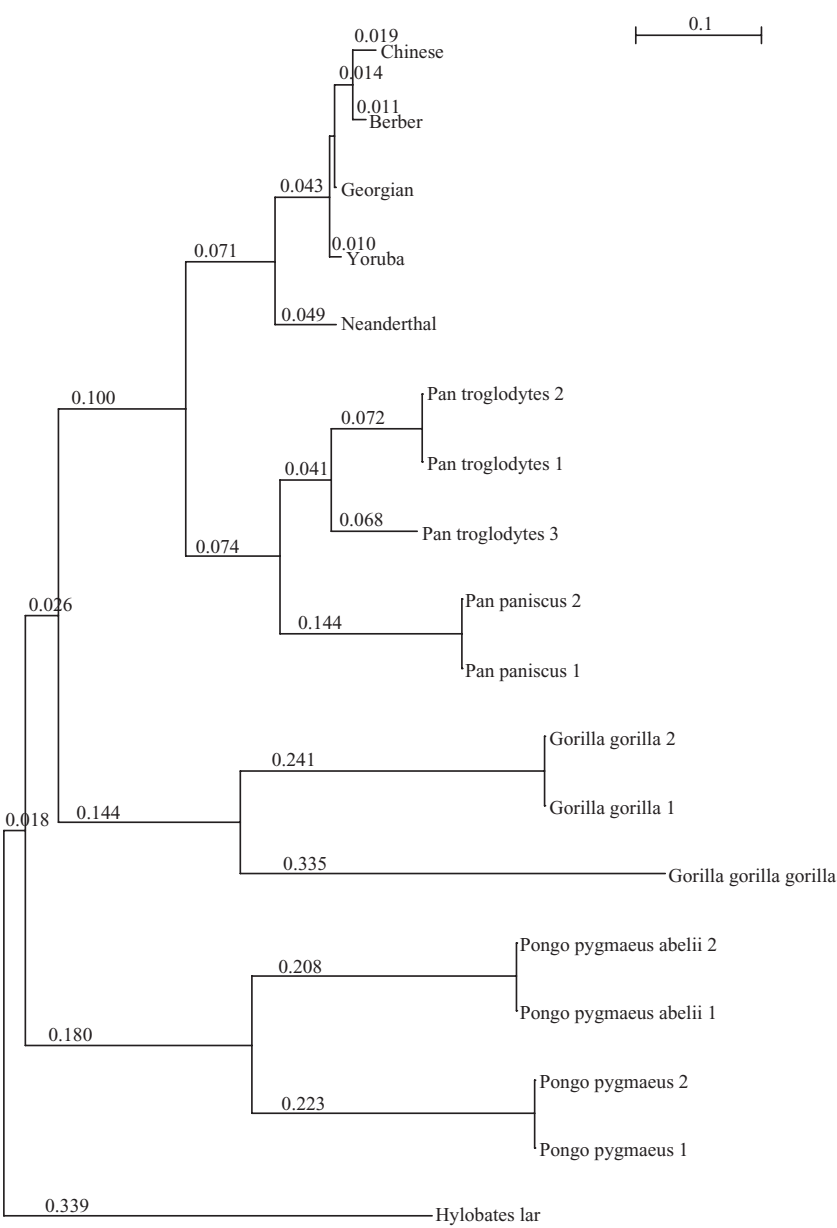 0.1
0.019
Chinese
0.014
0.011
Berber
0.043
Georgian
0.010
Yoruba
0.071
0.049
Neanderthal
0.100
Pan troglodytes 2
0.072
Pan troglodytes 1
0.041
0.068
Pan troglodytes 3
0.074
Pan paniscus 2
0.026
0.144
Pan paniscus 1
Gorilla gorilla 2
0.241
Gorilla gorilla 1
0.018
0.144
0.335
Gorilla gorilla gorilla
Pongo pygmaeus abelii 2
0.208
Pongo pygmaeus abelii 1
0.180
Pongo pygmaeus 2
0.223
Pongo pygmaeus 1
0.339
Hylobates lar